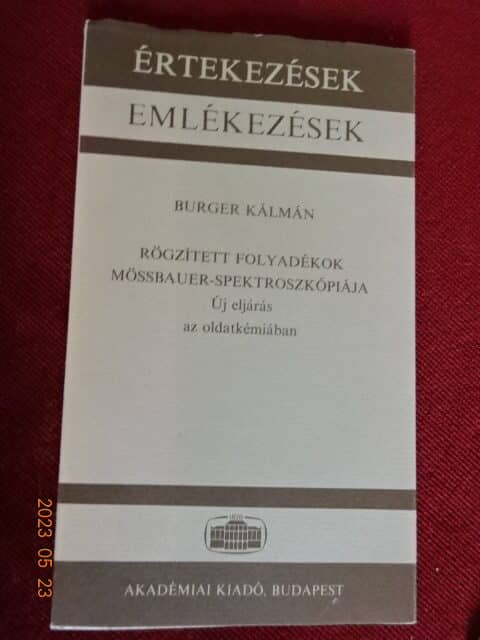 ÉRTEKEZÉSEK
EMLÉKEZÉSEK
BURGER KÁLMÁN
RÖGZÍTETT FOLYADÉKOK
MÖSSBAUER-SPEKTROSZKÓPIÁJA
Új eljárás
az oldatkémiában
AKADÉMIAI KIADÓ, BUDAPEST
2023 05 23